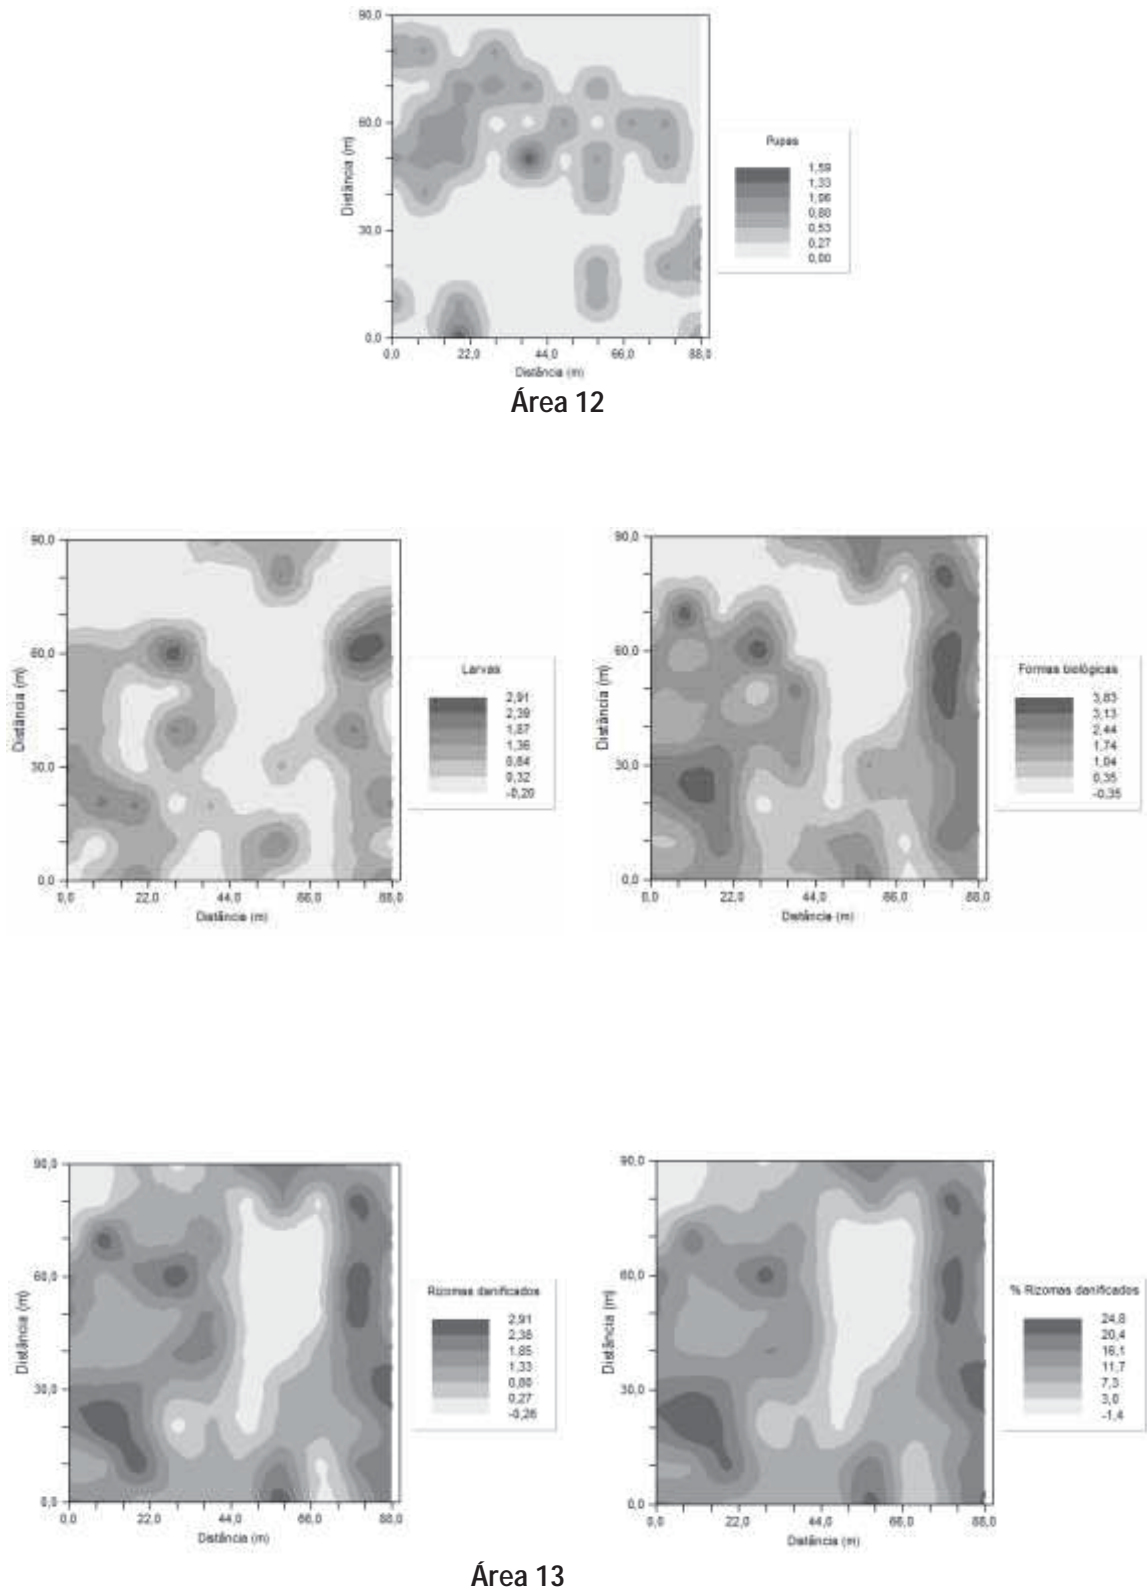 90,0
60,0
30,0
0,0
Distância (m)
0,0 22,0 44,0 66,0 88,0
Distância (m)
Pupas
1,59
1,33
1,06
0,80
0,53
0,27
0,00
Área 12
90,0
60,0
30,0
0,0
Distância (m)
0,0 22,0 44,0 66,0 88,0
Distância (m)
Larvas
2,91
2,39
1,87
1,36
0,84
0,32
-0,20
90,0
60,0
30,0
0,0
Distância (m)
0,0 22,0 44,0 66,0 88,0
Distância (m)
Formas biológicas
3,83
3,13
2,44
1,74
1,04
0,35
-0,35
90,0
60,0
30,0
0,0
Distância (m)
0,0 22,0 44,0 66,0 88,0
Distância (m)
Rizomas danificados
2,91
2,38
1,85
1,33
0,80
0,27
-0,26
90,0
60,0
30,0
0,0
Distância (m)
0,0 22,0 44,0 66,0 88,0
Distância (m)
% Rizomas danificados
24,8
20,4
16,1
11,7
7,3
3,0
-1,4
Área 13